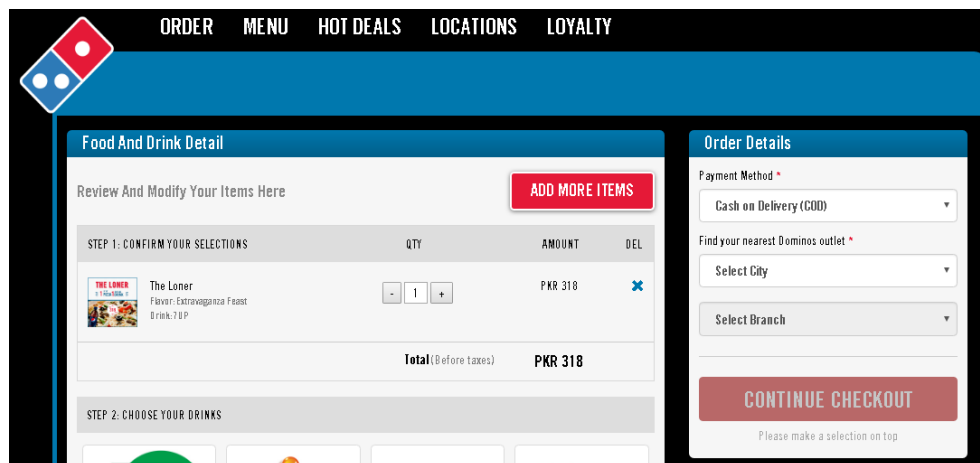 ORDER MENU HOT DEALS LOCATIONS LOYALTY
Food And Drink Detail
Review And Modify Your Items Here
ADD MORE ITEMS
STEP 1: CONFIRM YOUR SELECTIONS QTY AMOUNT DEL
THE LONER
The Loner
Flavor: Extravaganza Feast
Drink: 7UP
- 1 +
PKR 318
Total (Before taxes) PKR 318
STEP 2: CHOOSE YOUR DRINKS
Order Details
Payment Method *
Cash on Delivery (COD)
Find your nearest Dominos outlet *
Select City
Select Branch
CONTINUE CHECKOUT
Please make a selection on top